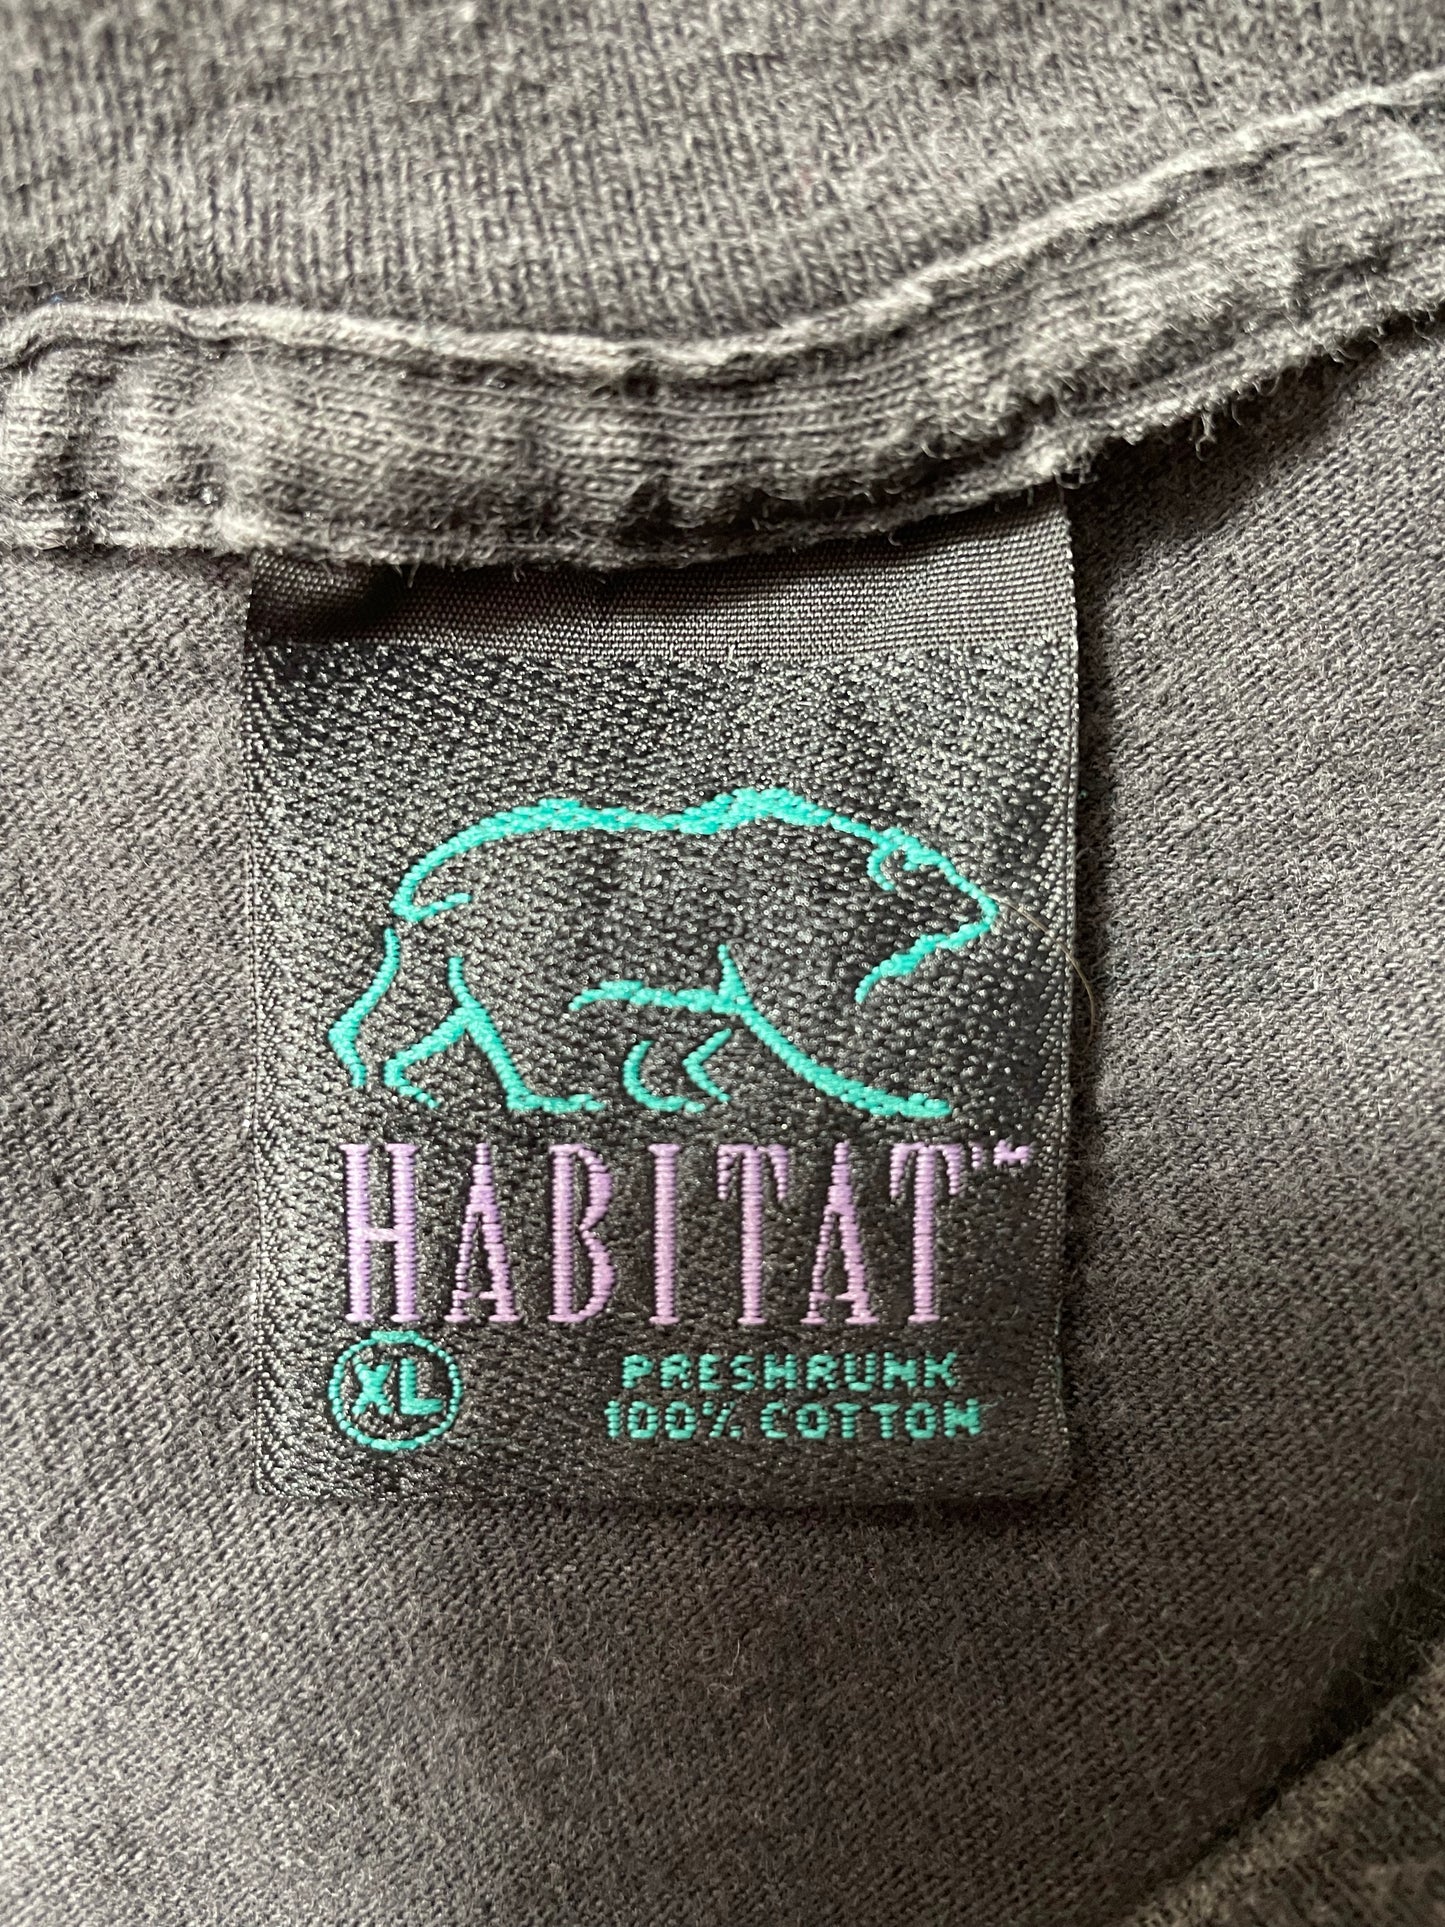 HABITAT™
XL
PRESHRUNK
100% COTTON